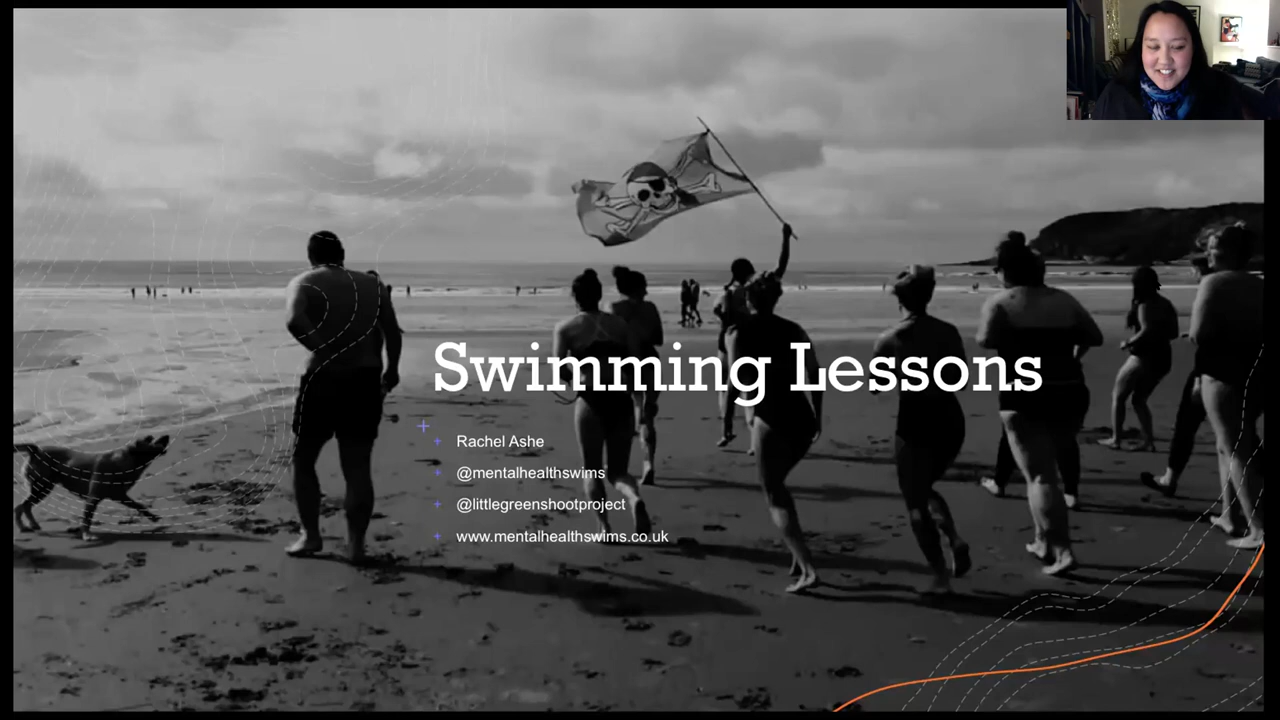 Swimming Lessons
Rachel Ashe
@mentalhealthswims
@littlegreenshootproject
www.mentalhealthswims.co.uk